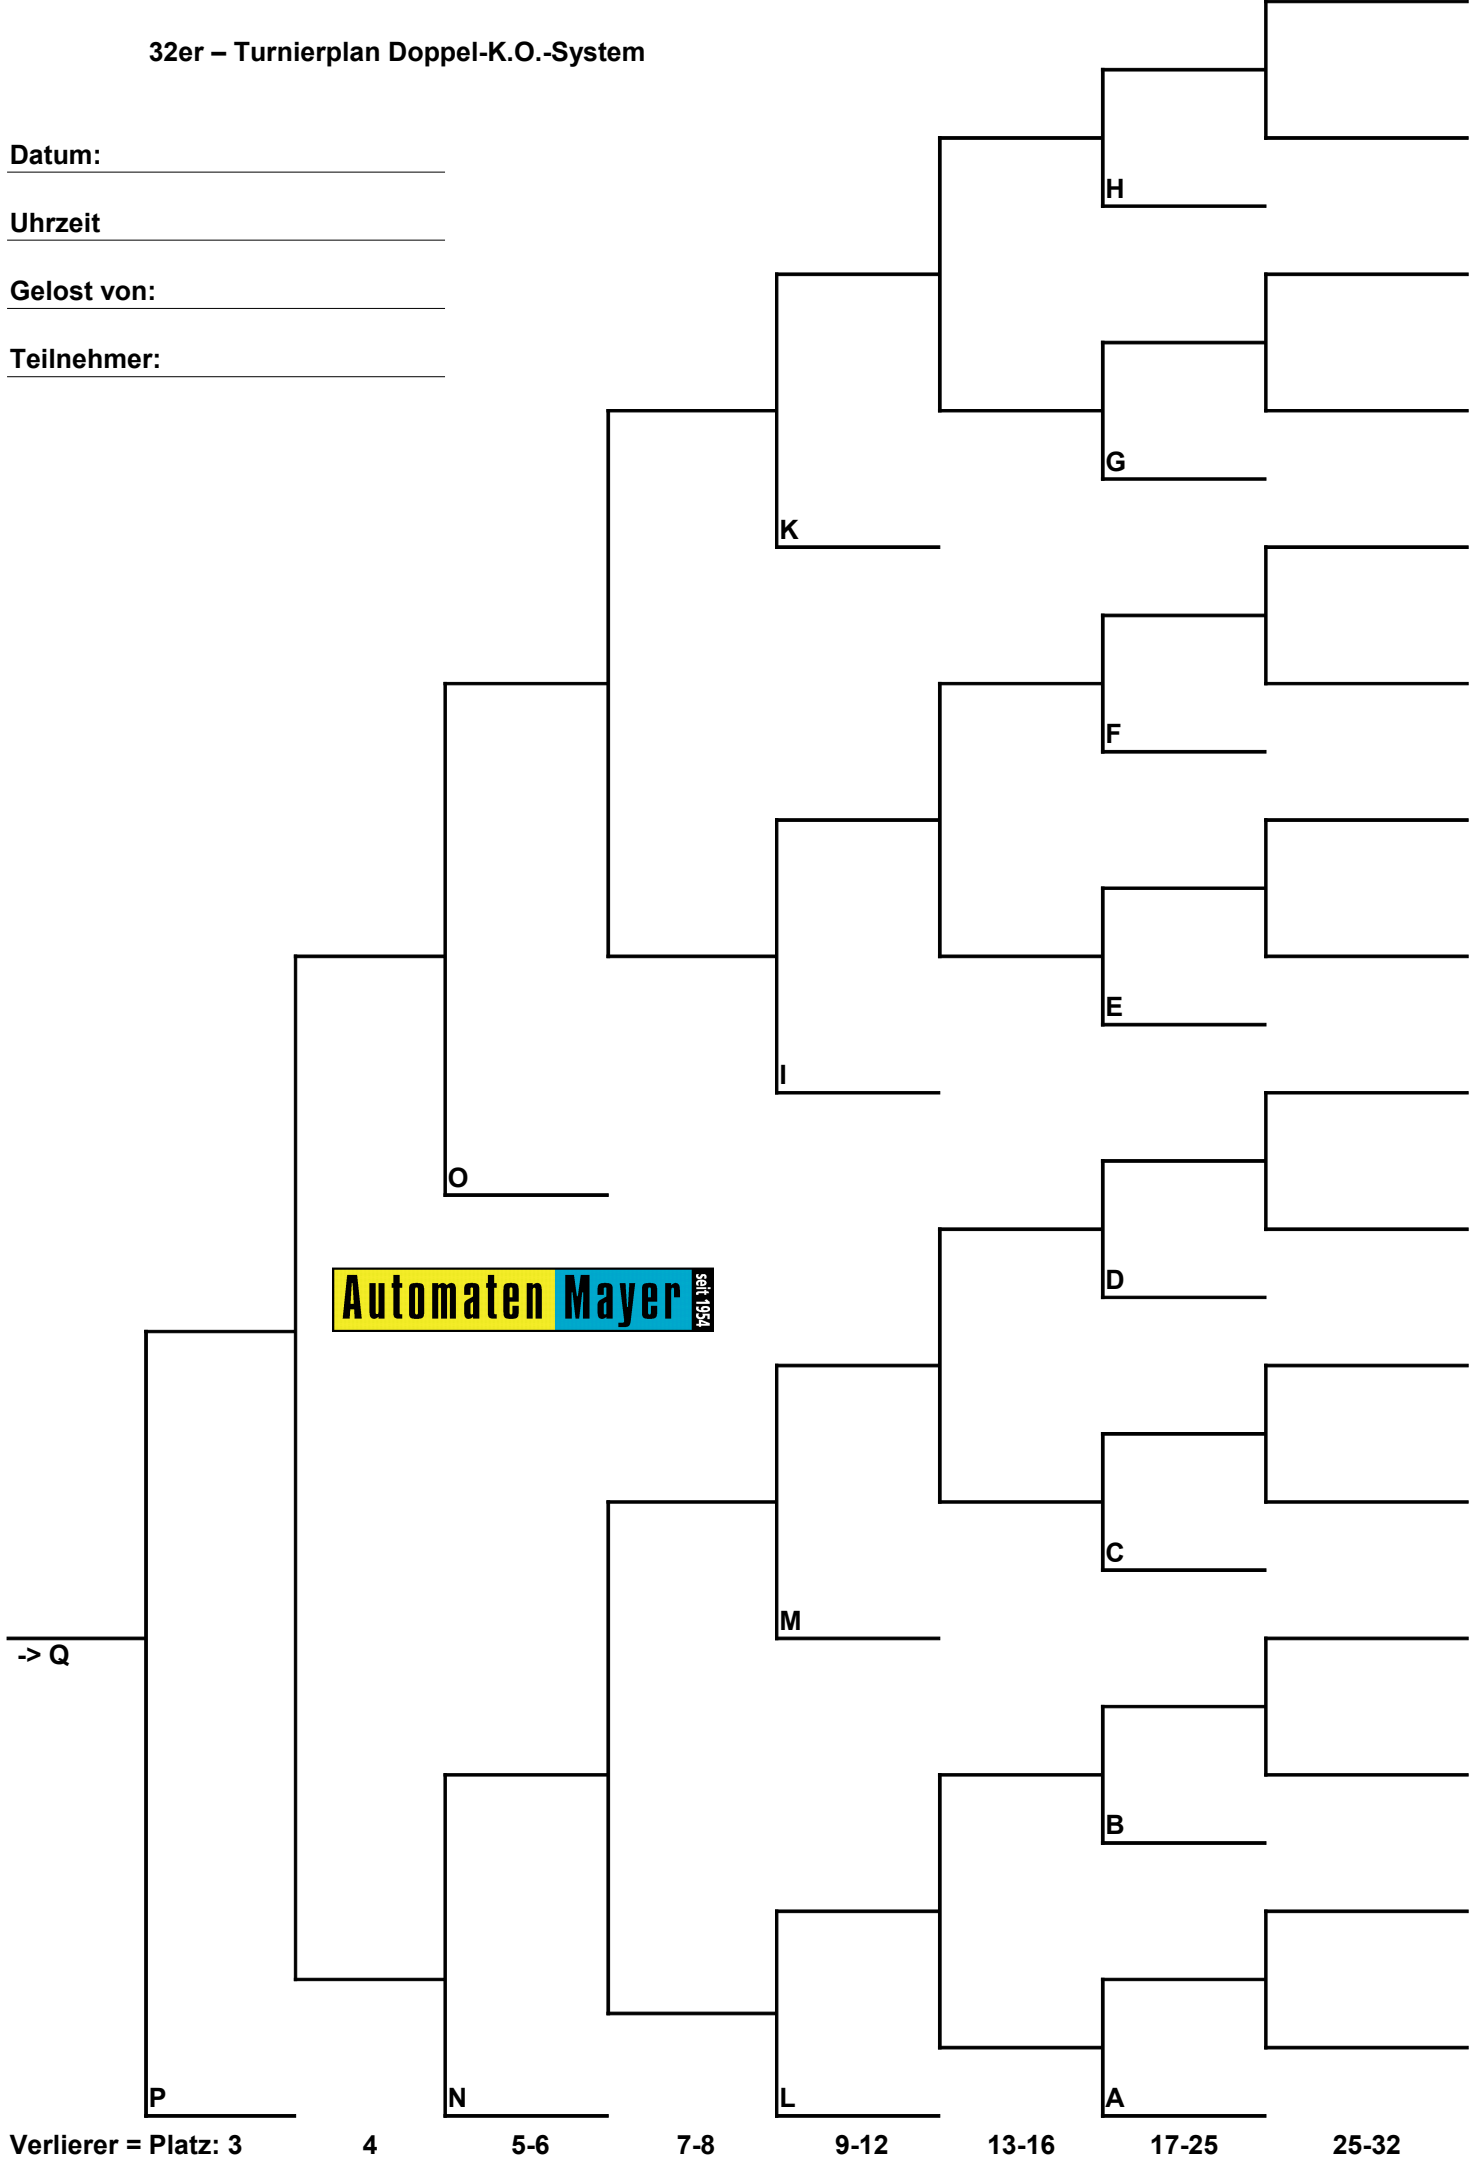 32er – Turnierplan Doppel-K.O.-System
Datum:
H
Uhrzeit
Gelost von:
Teilnehmer:
G
K
F
E
I
O
D
Automaten Mayer seit 1954
C
M
-> Q
B
P N L A
Verlierer = Platz: 3 4 5-6 7-8 9-12 13-16 17-25 25-32